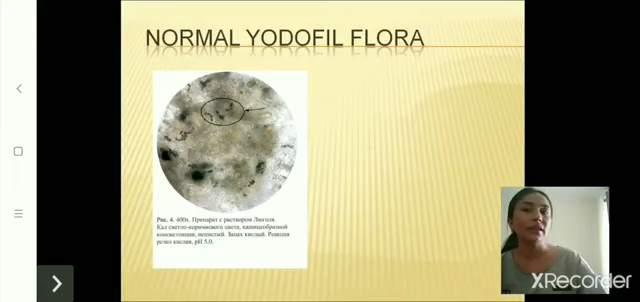 NORMAL YODOFIL FLORA
Рис. 4. 400х. Препарат с раствором Люголя.
Кал светло-коричневого цвета, кашицеобразной
консистенции, пенистый. Запах кислый. Реакция
резко кислая, рН 5.0.
XRecorder